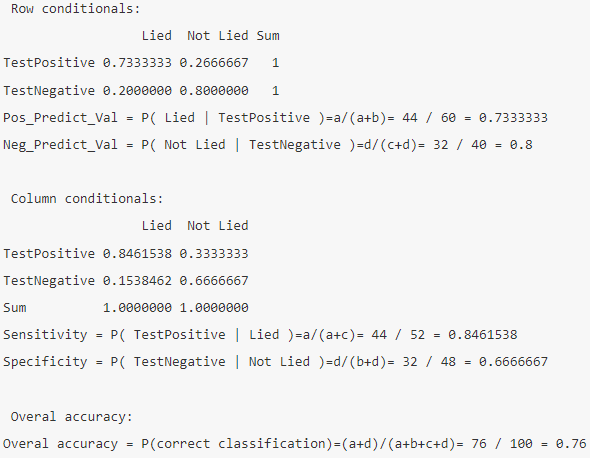 Row conditionals:
Lied Not Lied Sum
TestPositive 0.7333333 0.2666667 1
TestNegative 0.2000000 0.8000000 1
Pos_Predict_Val = P( Lied | TestPositive )=a/(a+b)= 44 / 60 = 0.7333333
Neg_Predict_Val = P( Not Lied | TestNegative )=d/(c+d)= 32 / 40 = 0.8
Column conditionals:
Lied Not Lied
TestPositive 0.8461538 0.3333333
TestNegative 0.1538462 0.6666667
Sum 1.0000000 1.0000000
Sensitivity = P( TestPositive | Lied )=a/(a+c)= 44 / 52 = 0.8461538
Specificity = P( TestNegative | Not Lied )=d/(b+d)= 32 / 48 = 0.6666667
Overal accuracy:
Overal accuracy = P(correct classification)=(a+d)/(a+b+c+d)= 76 / 100 = 0.76